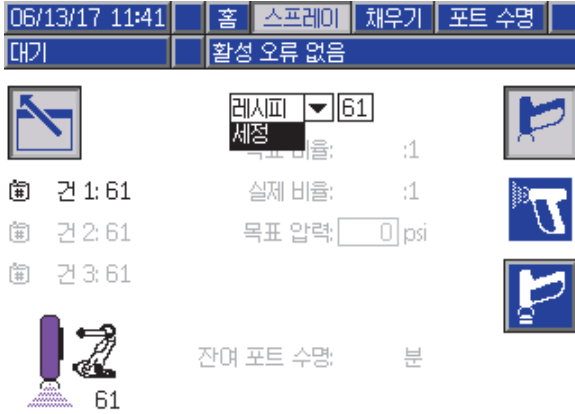 06/13/17 11:41 홈 스프레이 채우기 포트 수명
대기 활성 오류 없음
레시피 61
세정
목표 비율: :1
건 1: 61 실제 비율: :1
건 2: 61 목표 압력: 0 psi
건 3: 61
잔여 포트 수명: 분
61